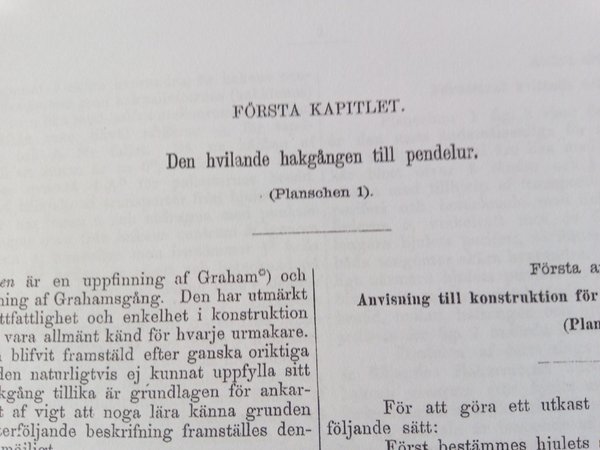 FÖRSTA KAPITLET.
Den hvilande hakgången till pendelur.
(Planschen 1).
en är en uppfinning af Graham©) och
ning af Grahamsgång. Den har utmärkt
ttfattlighet och enkelhet i konstruktion
vara allmänt känd för hvarje urmakare.
blifvit framstäld efter ganska oriktiga
den naturligtvis ej kunnat uppfylla sitt
kgång tillika är grundlagen för ankar-
t af vigt att noga lära känna grunden
terföljande beskrifning framställes den-
möjligt.
Första a
Anvisning till konstruktion för
(Plan
För att göra ett utkast
följande sätt:
Först bestämmes hjulets s